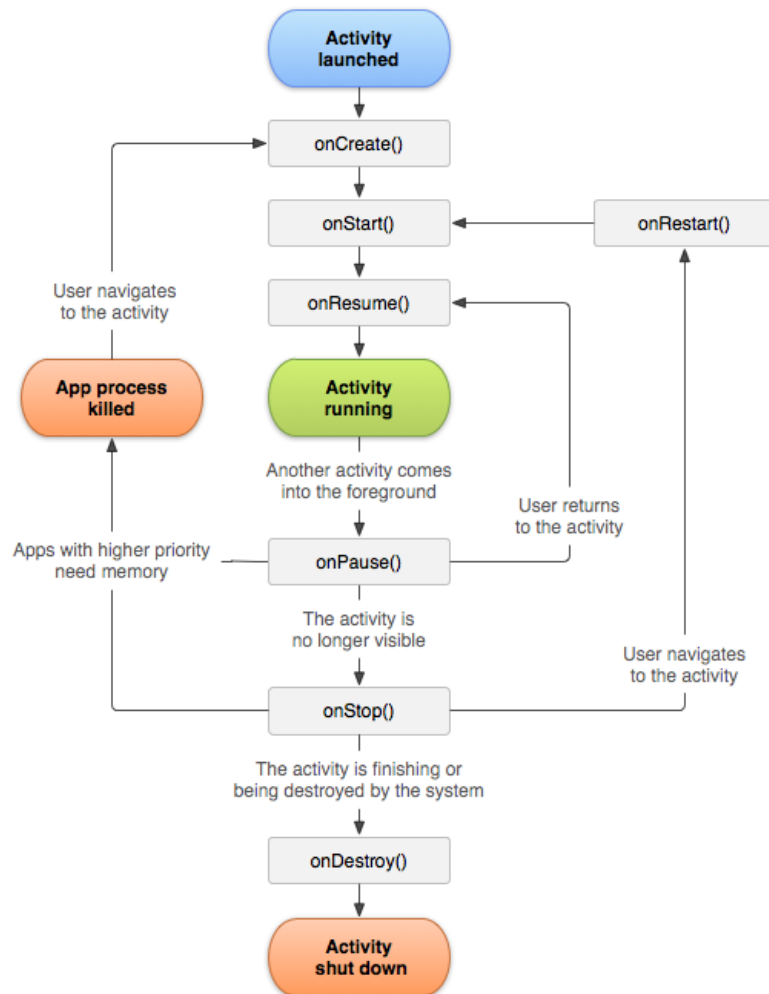 Activity
launched
onCreate()
onStart()
onRestart()
User navigates
to the activity
onResume()
App process
killed
Activity
running
Another activity comes
into the foreground
User returns
to the activity
Apps with higher priority
need memory
onPause()
The activity is
no longer visible
User navigates
to the activity
onStop()
The activity is finishing or
being destroyed by the system
onDestroy()
Activity
shut down